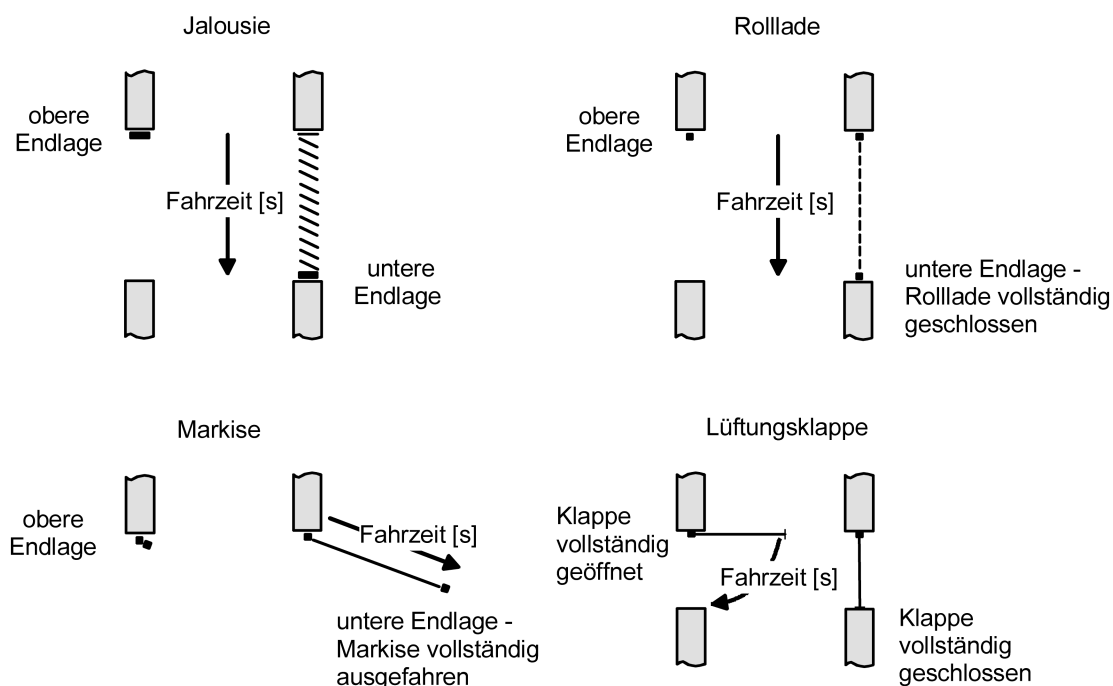 Jalousie
obere
Endlage
Fahrzeit [s]
untere
Endlage
Rolllade
obere
Endlage
Fahrzeit [s]
untere Endlage -
Rolllade vollständig
geschlossen
Markise
obere
Endlage
Fahrzeit [s]
untere Endlage -
Markise vollständig
ausgefahren
Lüftungsklappe
Klappe
vollständig
geöffnet
Fahrzeit [s]
Klappe
vollständig
geschlossen